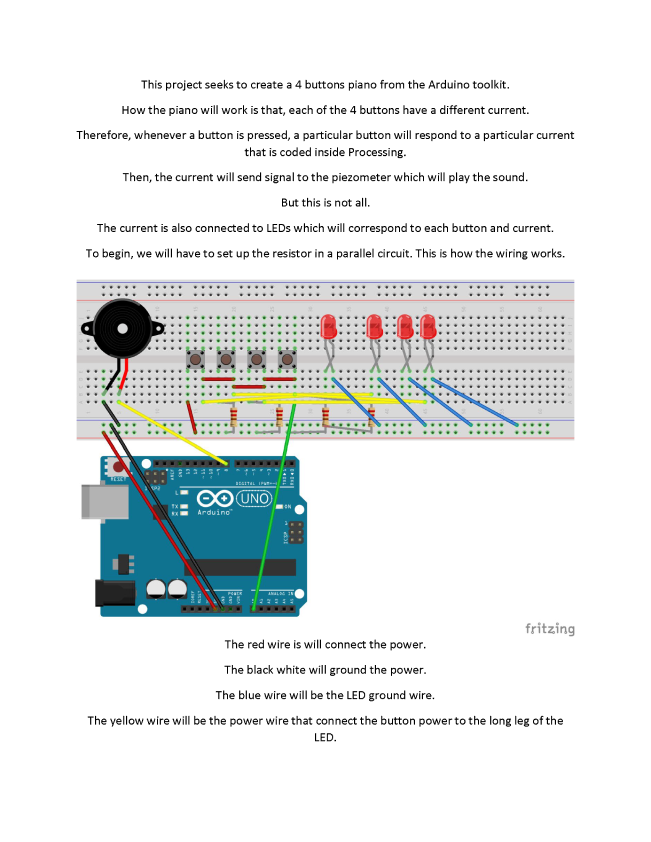 This project seeks to create a 4 buttons piano from the Arduino toolkit.
How the piano will work is that, each of the 4 buttons have a different current.
Therefore, whenever a button is pressed, a particular button will respond to a particular current
that is coded inside Processing.
Then, the current will send signal to the piezometer which will play the sound.
But this is not all.
The current is also connected to LEDs which will correspond to each button and current.
To begin, we will have to set up the resistor in a parallel circuit. This is how the wiring works.
RESET
AREF
GND
DIGITAL (PWM~)
L
TX
RX
UNO
Arduino™
ON
ICSP
POWER
ANALOG IN
fritzing
The red wire is will connect the power.
The black white will ground the power.
The blue wire will be the LED ground wire.
The yellow wire will be the power wire that connect the button power to the long leg of the
LED.